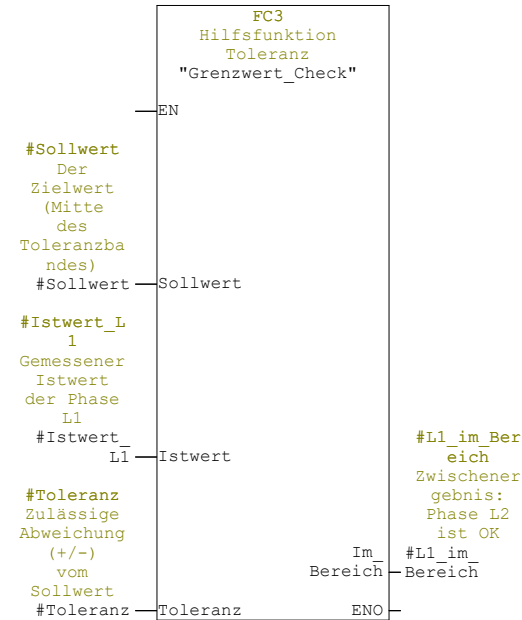 FC3
Hilfsfunktion
Toleranz
"Grenzwert_Check"
EN
#Sollwert
Der
Zielwert
(Mitte
des
Toleranzba
ndes)
#Sollwert
Sollwert
#Istwert_L
1
Gemessener
Istwert
der Phase
L1
#Istwert_
L1
Istwert
#Toleranz
Zulässige
Abweichung
(+/-)
vom
Sollwert
#Toleranz
Toleranz
#L1_im_Ber
eich
Zwischener
gebnis:
Phase L2
ist OK
Im_
Bereich
#L1_im_
Bereich
ENO